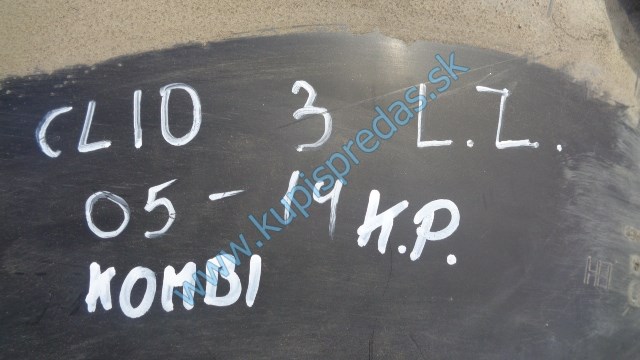 CLIO 3 L.Z.
05-14 K.P.
KOMBI
www.kupispredas.sk